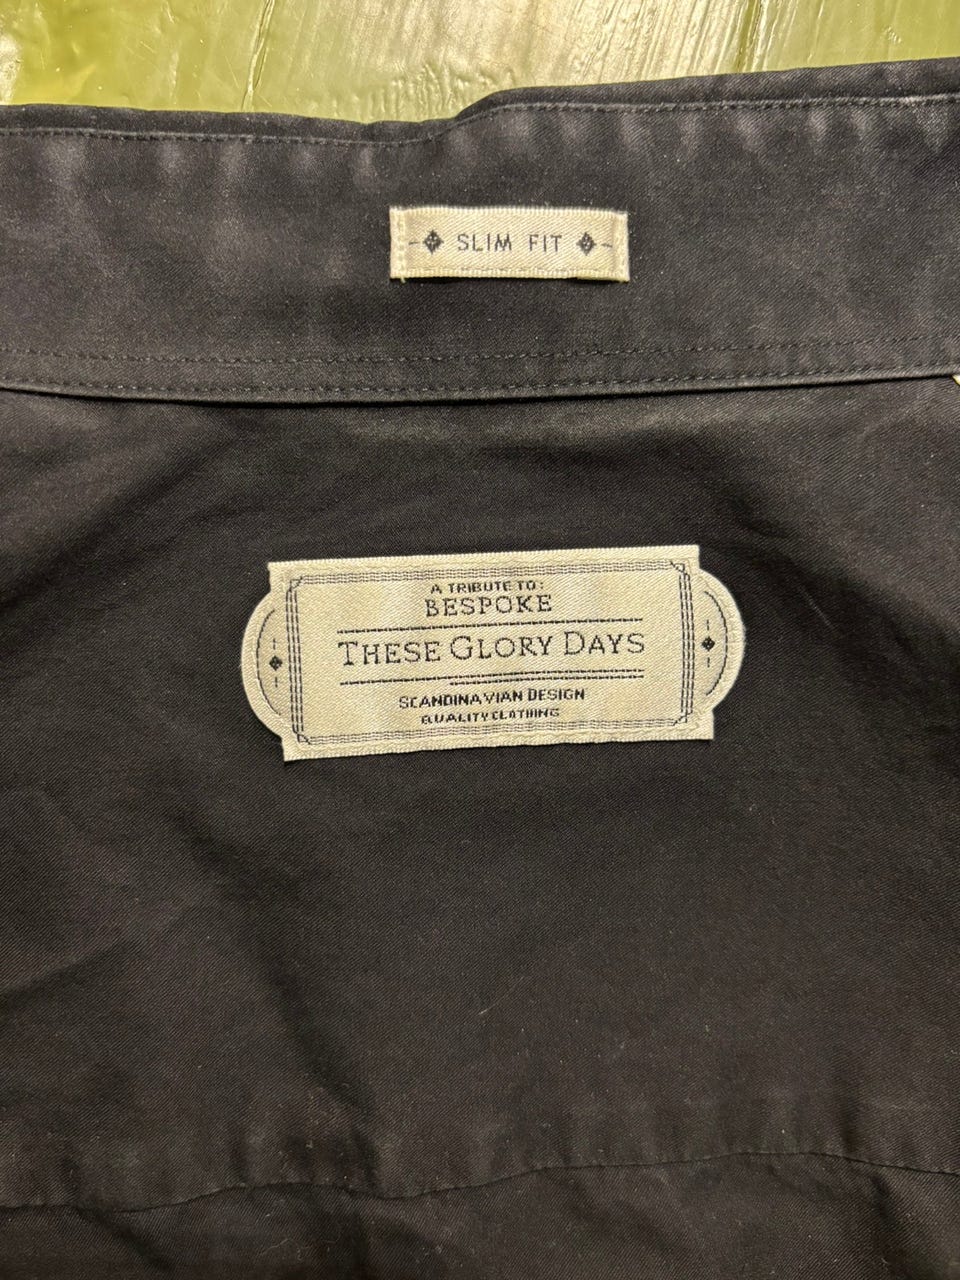 SLIM FIT
A TRIBUTE TO:
BESPOKE
THESE GLORY DAYS
SCANDINAVIAN DESIGN
QUALITY CLOTHING